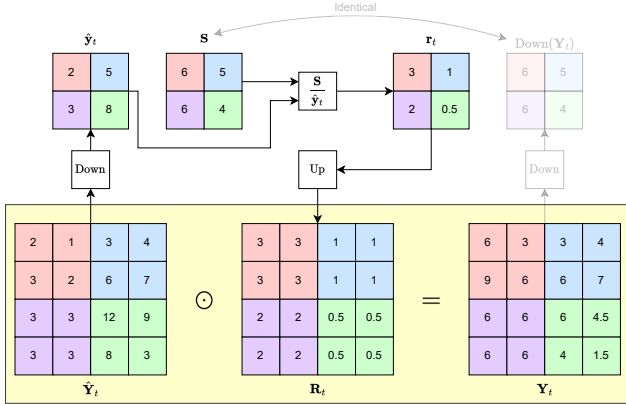 Identical
ŷ_t S r_t Down(Y_t)
2 5 6 5 3 1 6 5
3 8 6 4 2 0.5 6 4
S
ŷ_t
Down Up Down
2 1 3 4 3 3 1 1 6 3 3 4
3 2 6 7 3 3 1 1 9 6 6 7
⊙ =
3 3 12 9 2 2 0.5 0.5 6 6 6 4.5
3 3 8 3 2 2 0.5 0.5 6 6 4 1.5
Ŷ_t R_t Y_t